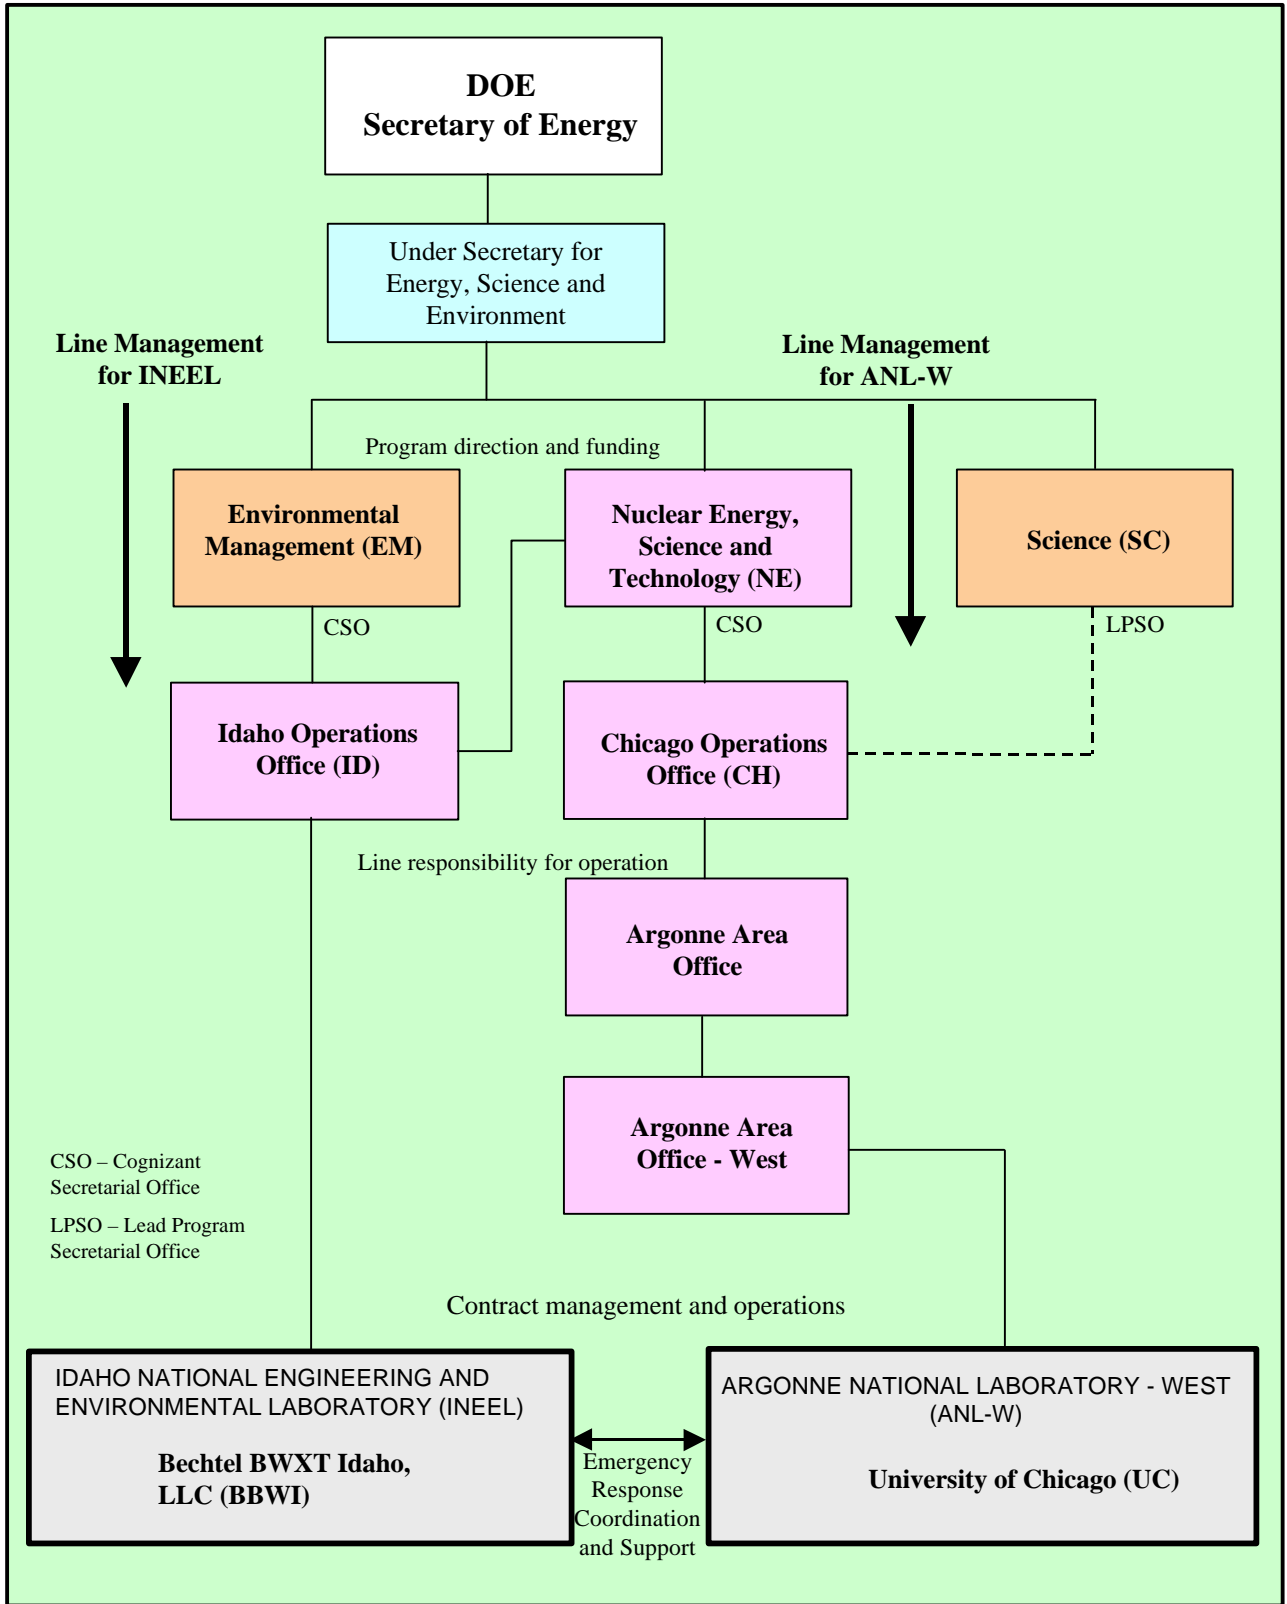 DOE
Secretary of Energy
Under Secretary for
Energy, Science and
Environment
Line Management
for INEEL
Line Management
for ANL-W
Program direction and funding
Environmental
Management (EM)
Nuclear Energy,
Science and
Technology (NE)
Science (SC)
CSO
CSO
LPSO
Idaho Operations
Office (ID)
Chicago Operations
Office (CH)
Line responsibility for operation
Argonne Area
Office
Argonne Area
Office - West
CSO – Cognizant
Secretarial Office
LPSO – Lead Program
Secretarial Office
Contract management and operations
IDAHO NATIONAL ENGINEERING AND
ENVIRONMENTAL LABORATORY (INEEL)
Bechtel BWXT Idaho,
LLC (BBWI)
Emergency
Response
Coordination
and Support
ARGONNE NATIONAL LABORATORY - WEST
(ANL-W)
University of Chicago (UC)